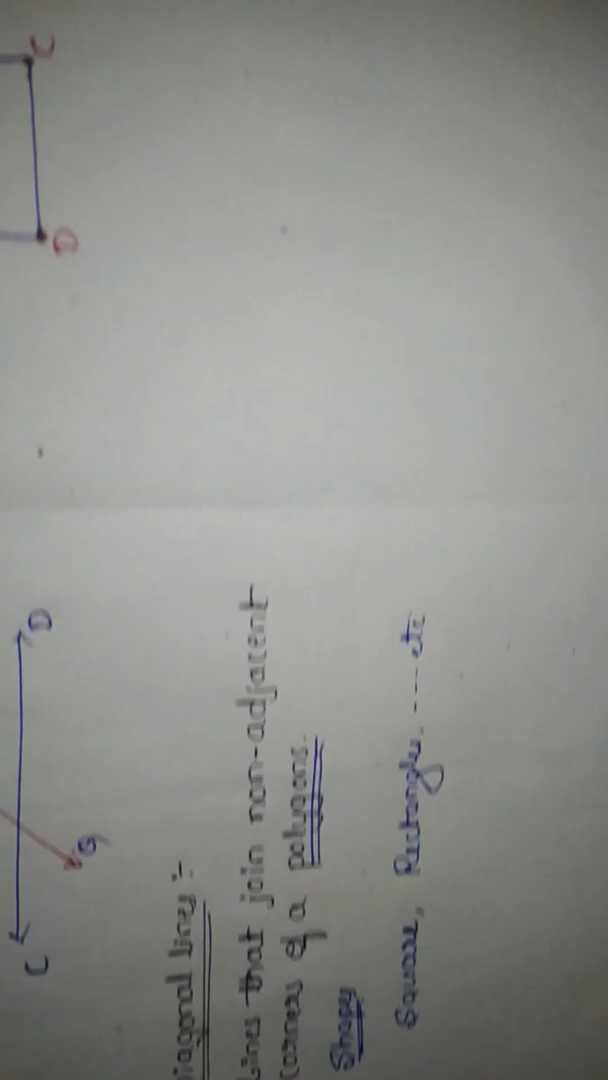 C D
G
C
D
Diagonal lines :-
Lines that join non-adjacent
corners of a polygons.
Shapes
Square, Rectangle, ---- etc